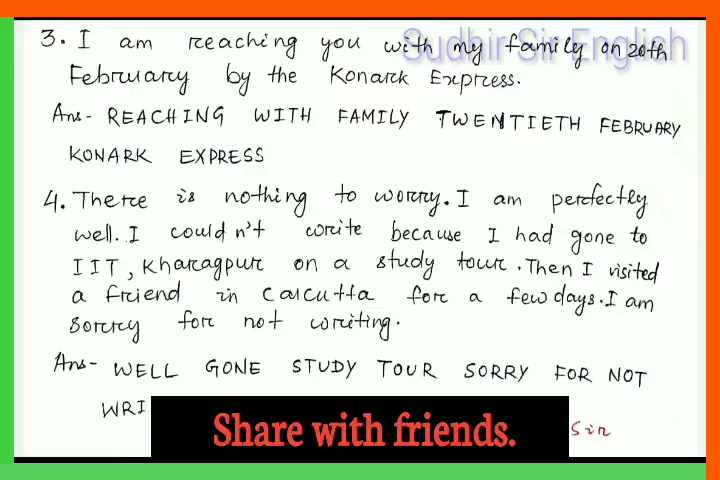 Sudhir Sir English
3. I am reaching you with my family on 20th
February by the Konark Express.
Ans- REACHING WITH FAMILY TWENTIETH FEBRUARY
KONARK EXPRESS
4. There is nothing to worry. I am perfectly
well. I could n't write because I had gone to
IIT, Kharagpur on a study tour. Then I visited
a friend in Calcutta for a few days. I am
sorry for not writing.
Ans- WELL GONE STUDY TOUR SORRY FOR NOT
WRI
Share with friends.
Sir